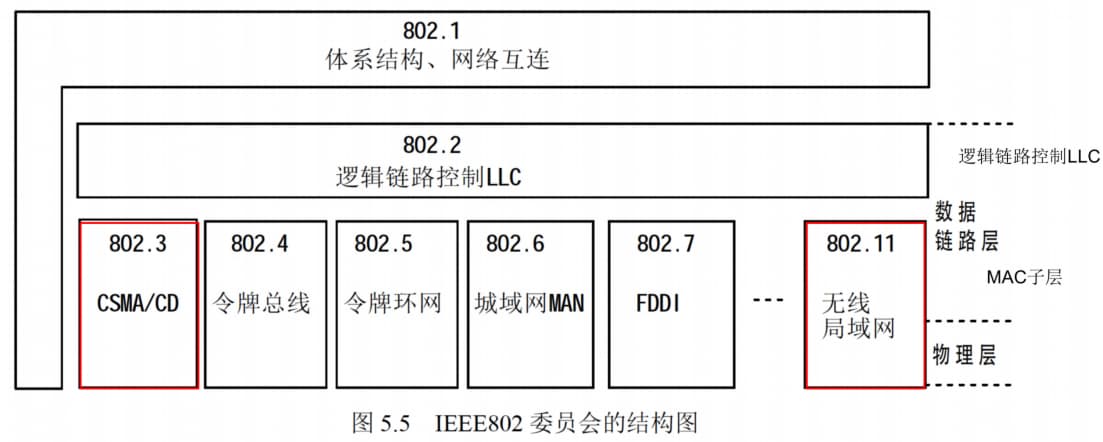 802.1
体系结构、网络互连
802.2
逻辑链路控制LLC
逻辑链路控制LLC
数据
链路层
802.3
CSMA/CD
802.4
令牌总线
802.5
令牌环网
802.6
城域网MAN
802.7
FDDI
---
802.11
无线
局域网
MAC子层
物理层
图 5.5 IEEE802 委员会的结构图